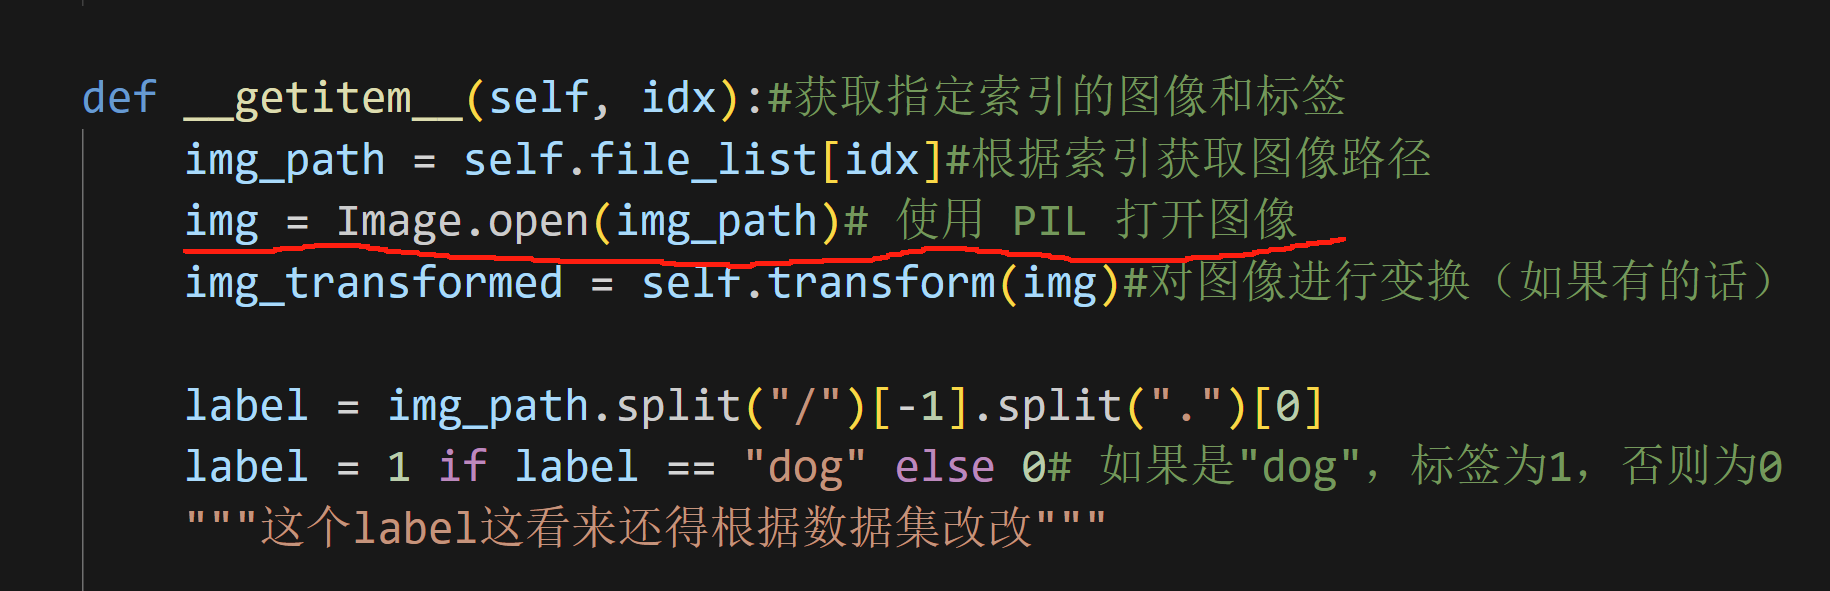 def __getitem__(self, idx):#获取指定索引的图像和标签
img_path = self.file_list[idx]#根据索引获取图像路径
img = Image.open(img_path)# 使用 PIL 打开图像
img_transformed = self.transform(img)#对图像进行变换（如果有的话）
label = img_path.split("/")[-1].split(".")[0]
label = 1 if label == "dog" else 0# 如果是"dog"，标签为1，否则为0
"""这个label这看来还得根据数据集改改"""